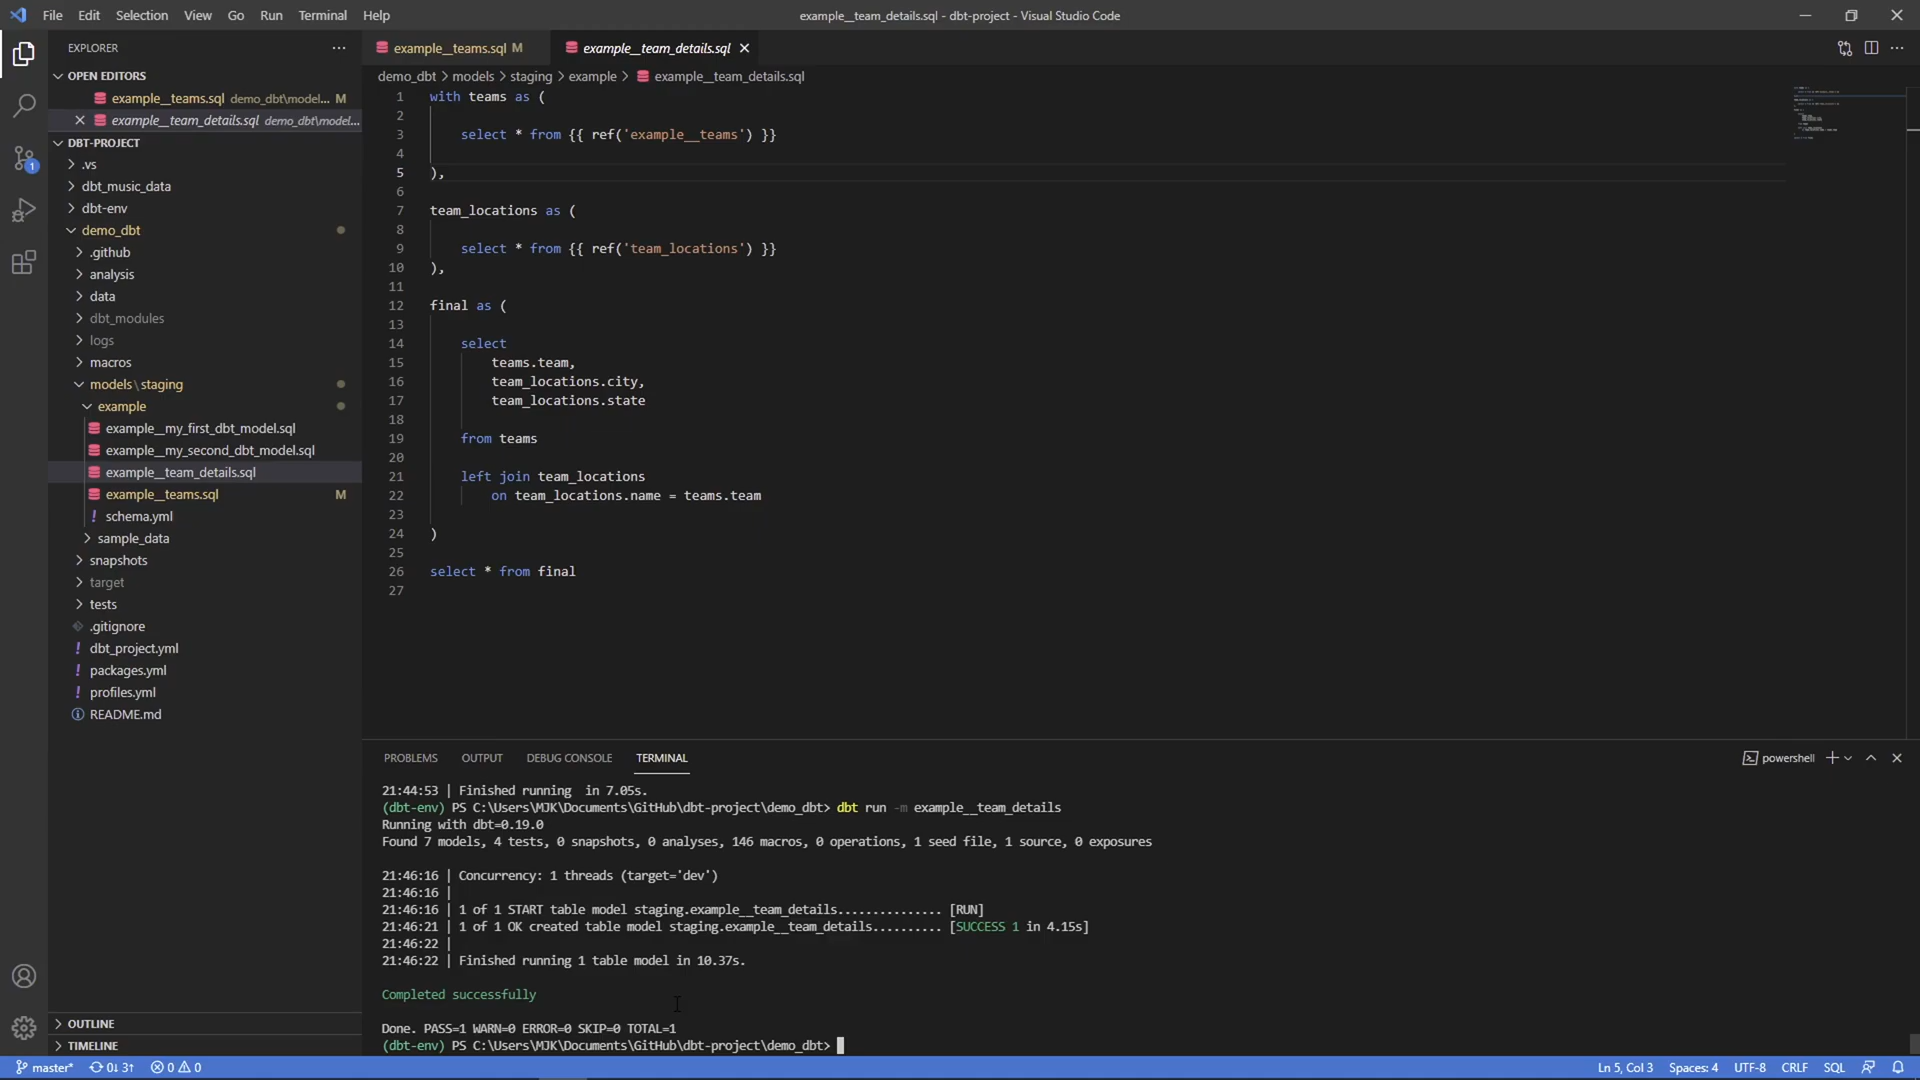 File Edit Selection View Go Run Terminal Help
example__team_details.sql - dbt-project - Visual Studio Code
EXPLORER
OPEN EDITORS
example__teams.sql demo_dbt\model... M
example__team_details.sql demo_dbt\model...
DBT-PROJECT
.vs
dbt_music_data
dbt-env
demo_dbt
.github
analysis
data
dbt_modules
logs
macros
models\staging
example
example__my_first_dbt_model.sql
example__my_second_dbt_model.sql
example__team_details.sql
example__teams.sql M
schema.yml
sample_data
snapshots
target
tests
.gitignore
dbt_project.yml
packages.yml
profiles.yml
README.md
OUTLINE
TIMELINE
1
example__teams.sql M
example__team_details.sql
demo_dbt > models > staging > example > example__team_details.sql
1 with teams as (
2
3 select * from {{ ref('example__teams') }}
4
5 ),
6
7 team_locations as (
8
9 select * from {{ ref('team_locations') }}
10 ),
11
12 final as (
13
14 select
15 teams.team,
16 team_locations.city,
17 team_locations.state
18
19 from teams
20
21 left join team_locations
22 on team_locations.name = teams.team
23
24 )
25
26 select * from final
27
PROBLEMS OUTPUT DEBUG CONSOLE TERMINAL
powershell
21:44:53 | Finished running  in 7.05s.
(dbt-env) PS C:\Users\MJK\Documents\GitHub\dbt-project\demo_dbt> dbt run -m example__team_details
Running with dbt=0.19.0
Found 7 models, 4 tests, 0 snapshots, 0 analyses, 146 macros, 0 operations, 1 seed file, 1 source, 0 exposures
21:46:16 | Concurrency: 1 threads (target='dev')
21:46:16 |
21:46:16 | 1 of 1 START table model staging.example__team_details............... [RUN]
21:46:21 | 1 of 1 OK created table model staging.example__team_details.......... [SUCCESS 1 in 4.15s]
21:46:22 |
21:46:22 | Finished running 1 table model in 10.37s.
Completed successfully
Done. PASS=1 WARN=0 ERROR=0 SKIP=0 TOTAL=1
(dbt-env) PS C:\Users\MJK\Documents\GitHub\dbt-project\demo_dbt>
master* 0↓ 3↑ 0 0
Ln 5, Col 3 Spaces: 4 UTF-8 CRLF SQL